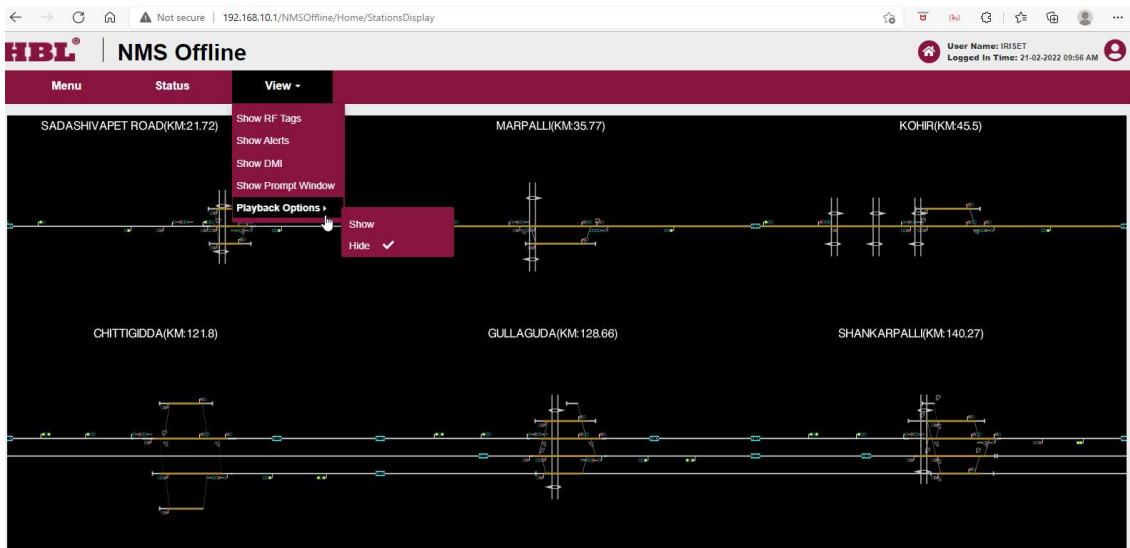 Not secure | 192.168.10.1/NMSOffline/Home/StationsDisplay
HBL® NMS Offline
User Name: IRISET
Logged In Time: 21-02-2022 09:56 AM
Menu Status View
Show RF Tags
Show Alerts
Show DMI
Show Prompt Window
Playback Options
Show
Hide
SADASHIVAPET ROAD(KM:21.72) MARPALLI(KM:35.77) KOHIR(KM:45.5)
CHITTIGIDDA(KM:121.8) GULLAGUDA(KM:128.66) SHANKARPALLI(KM:140.27)